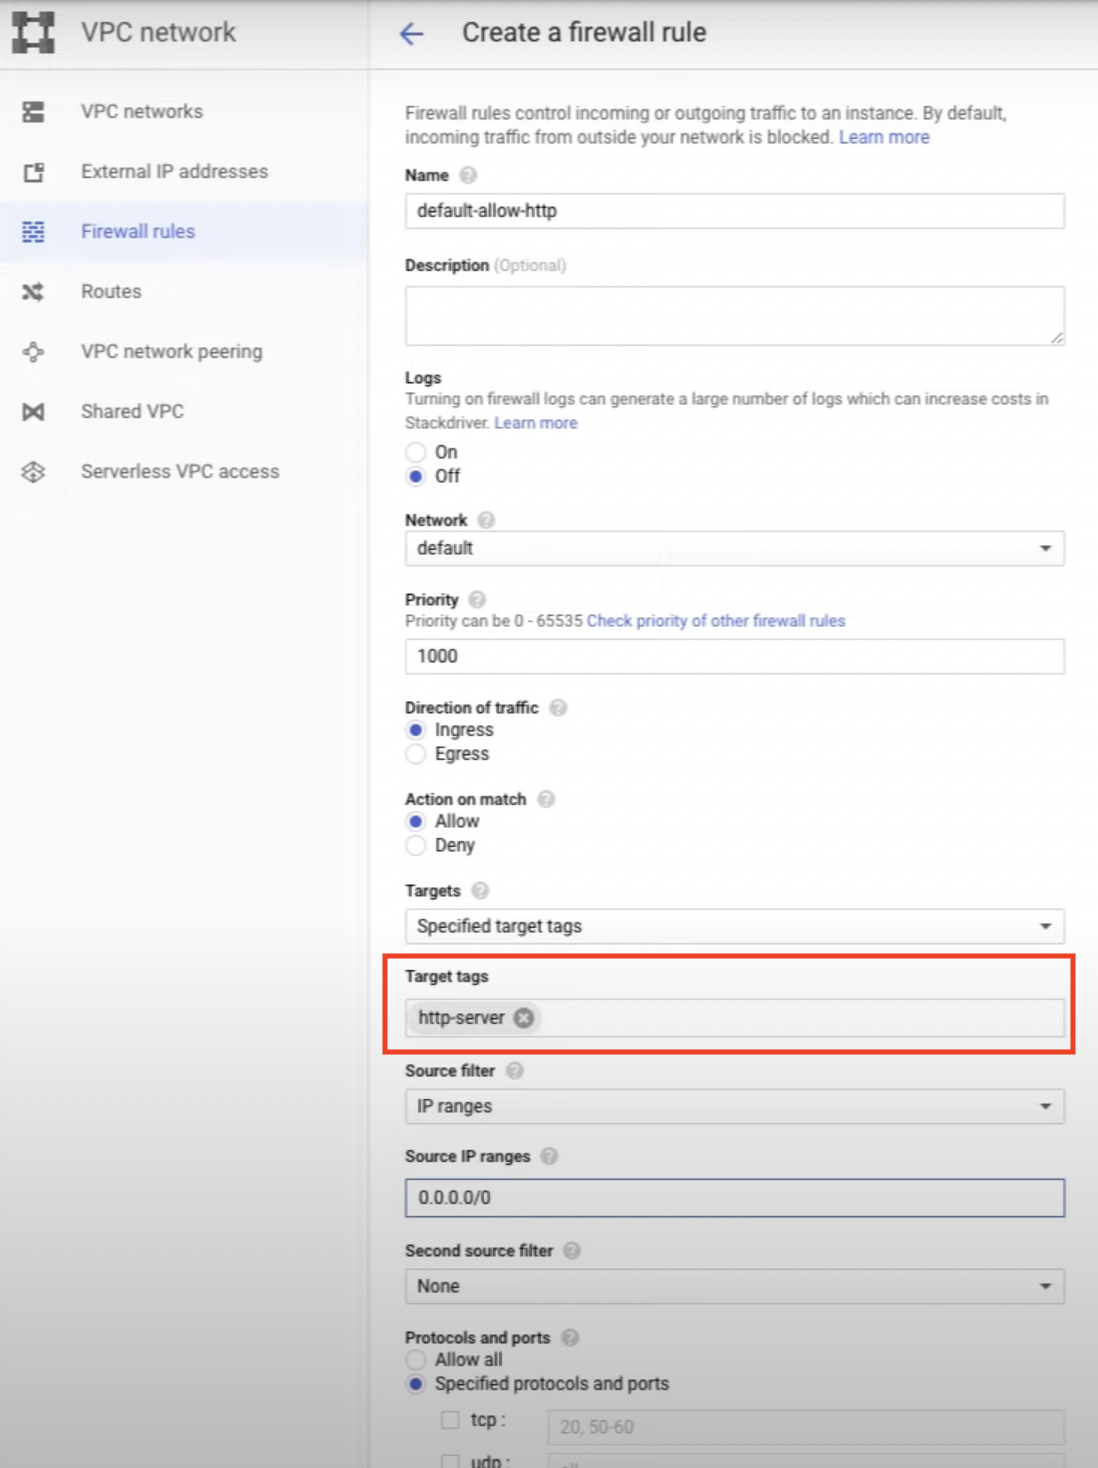 VPC network
Create a firewall rule
VPC networks
External IP addresses
Firewall rules
Routes
VPC network peering
Shared VPC
Serverless VPC access
Firewall rules control incoming or outgoing traffic to an instance. By default,
incoming traffic from outside your network is blocked. Learn more
Name
default-allow-http
Description (Optional)
Logs
Turning on firewall logs can generate a large number of logs which can increase costs in
Stackdriver. Learn more
On
Off
Network
default
Priority
Priority can be 0 - 65535 Check priority of other firewall rules
1000
Direction of traffic
Ingress
Egress
Action on match
Allow
Deny
Targets
Specified target tags
Target tags
http-server
Source filter
IP ranges
Source IP ranges
0.0.0.0/0
Second source filter
None
Protocols and ports
Allow all
Specified protocols and ports
tcp : 20, 50-60
udp :